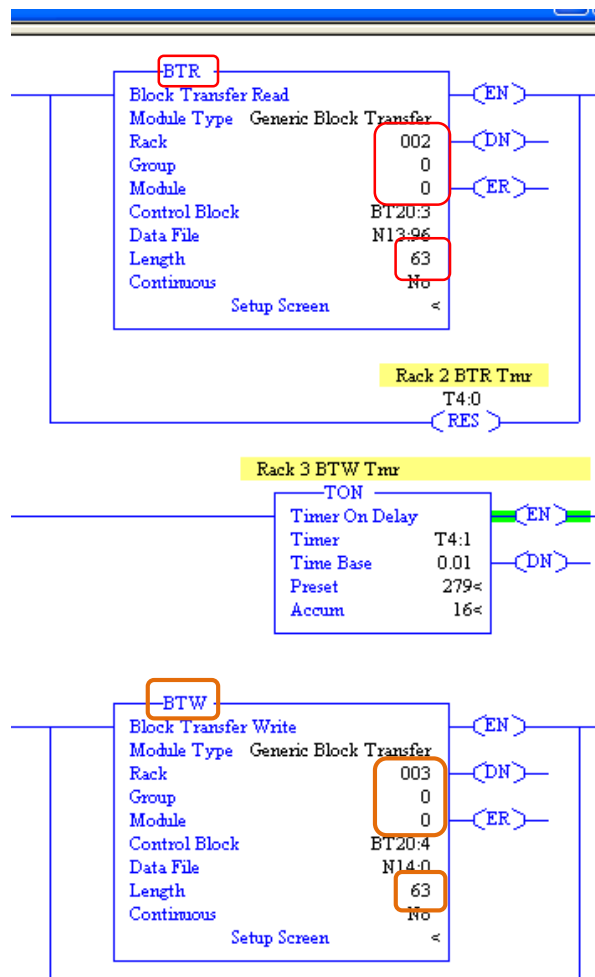 BTR
Block Transfer Read
EN
Module Type Generic Block Transfer
Rack 002
DN
Group 0
Module 0
ER
Control Block BT20:3
Data File N13:96
Length 63
Continuous No
Setup Screen <
Rack 2 BTR Tmr
T4:0
RES
Rack 3 BTW Tmr
TON
Timer On Delay
EN
Timer T4:1
Time Base 0.01
DN
Preset 279<
Accum 16<
BTW
Block Transfer Write
EN
Module Type Generic Block Transfer
Rack 003
DN
Group 0
Module 0
ER
Control Block BT20:4
Data File N14:0
Length 63
Continuous No
Setup Screen <